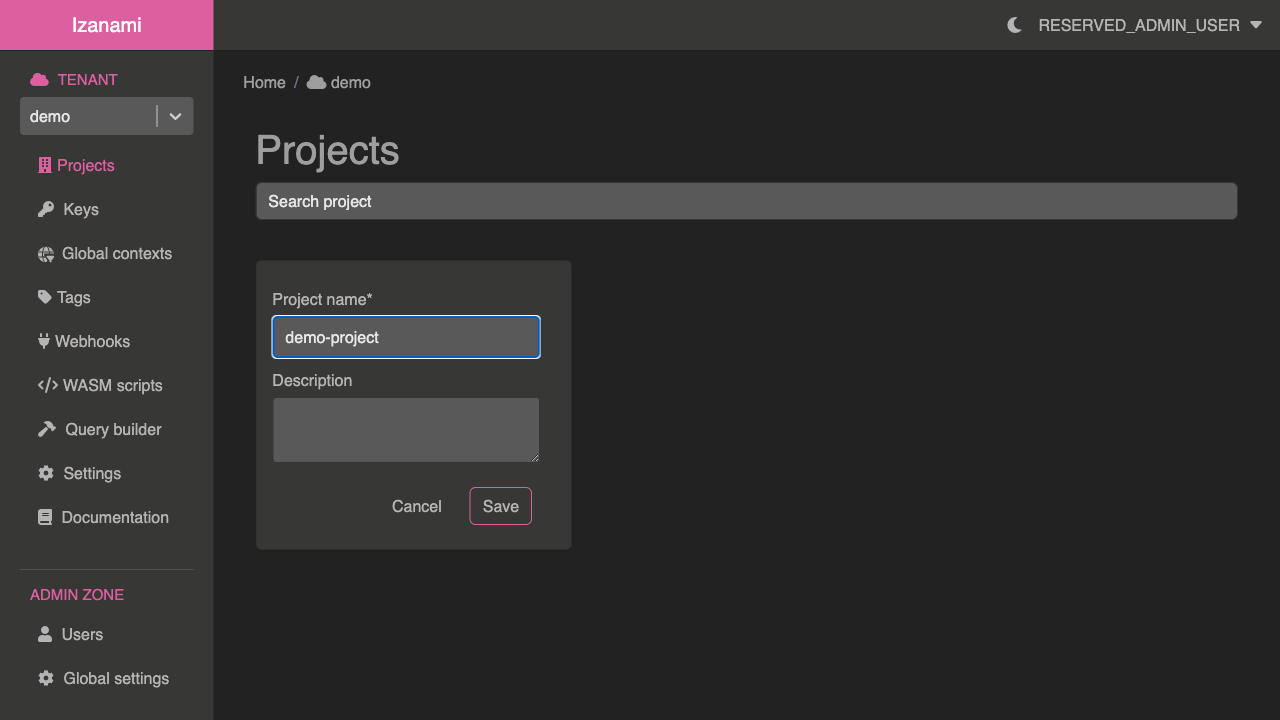 Izanami
RESERVED_ADMIN_USER
TENANT
demo
Projects
Keys
Global contexts
Tags
Webhooks
</> WASM scripts
Query builder
Settings
Documentation
ADMIN ZONE
Users
Global settings
Home / demo
Projects
Search project
Project name*
demo-project
Description
Cancel Save